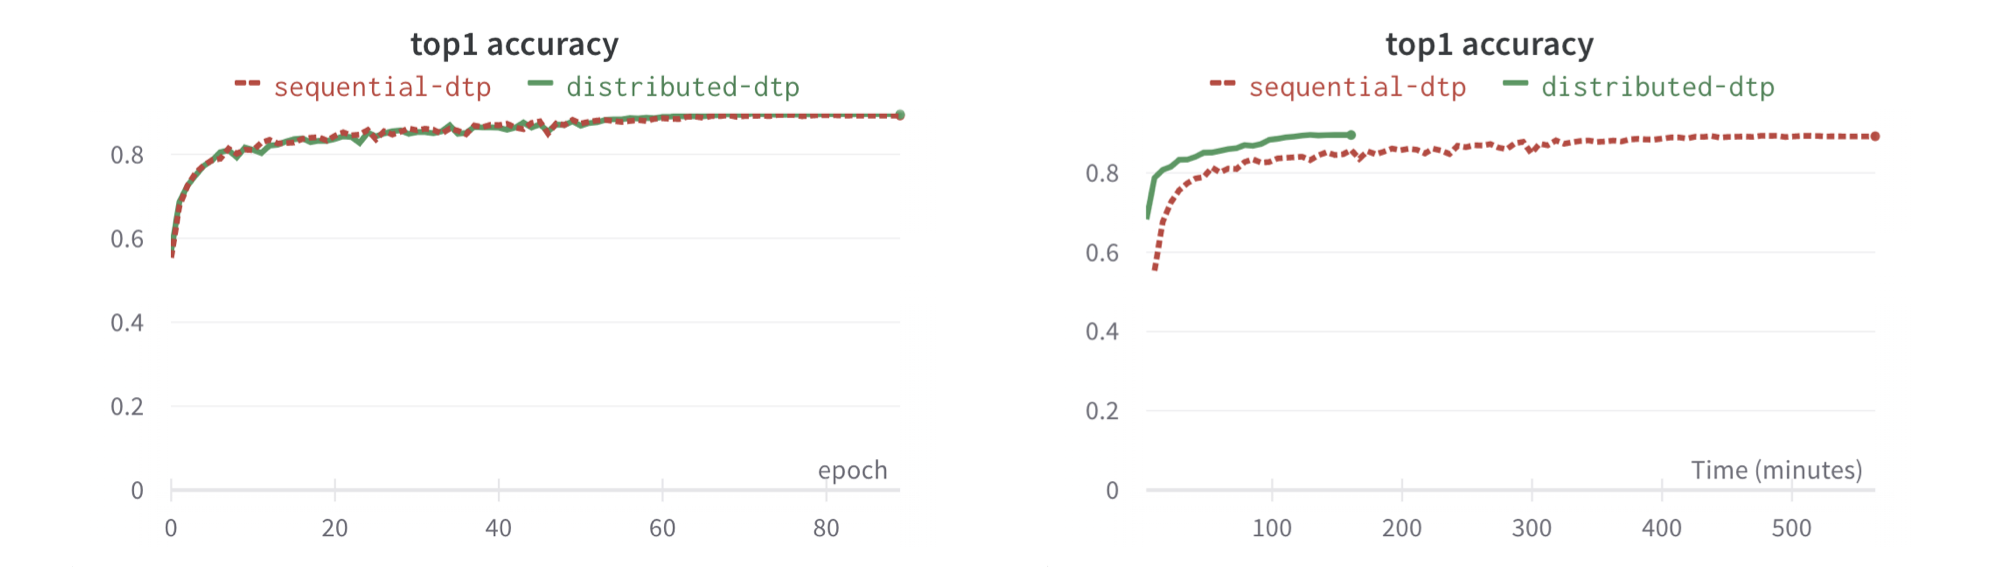 top1 accuracy
sequential-dtp distributed-dtp
0.8
0.6
0.4
0.2
0
epoch
0 20 40 60 80
top1 accuracy
sequential-dtp distributed-dtp
0.8
0.6
0.4
0.2
0
Time (minutes)
100 200 300 400 500